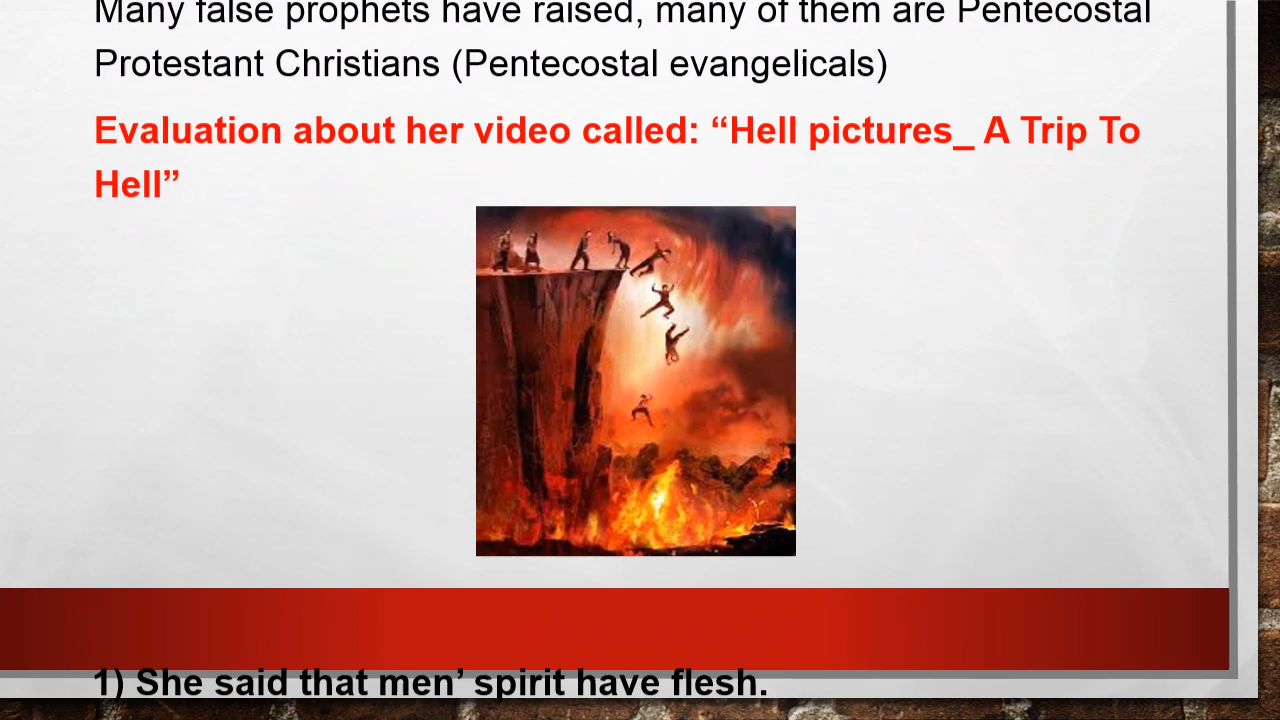 Many false prophets have raised, many of them are Pentecostal
Protestant Christians (Pentecostal evangelicals)
Evaluation about her video called: “Hell pictures_ A Trip To
Hell”
1) She said that men’ spirit have flesh.